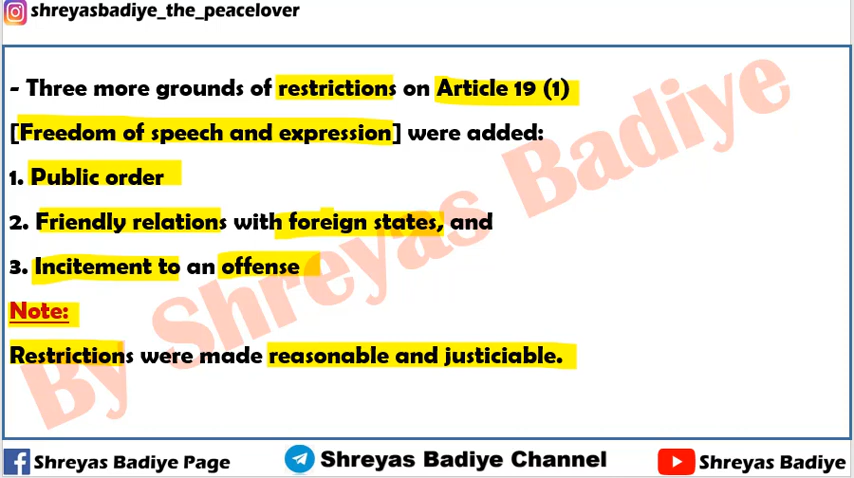 shreyasbadiye_the_peacelover
- Three more grounds of restrictions on Article 19 (1)
[Freedom of speech and expression] were added:
1. Public order
2. Friendly relations with foreign states, and
3. Incitement to an offense
Note:
Restrictions were made reasonable and justiciable.
By Shreyas Badiye
Shreyas Badiye Page
Shreyas Badiye Channel
Shreyas Badiye